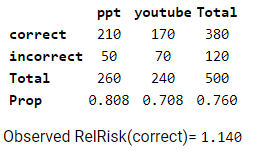 ppt youtube Total
correct 210 170 380
incorrect 50 70 120
Total 260 240 500
Prop 0.808 0.708 0.760
Observed RelRisk(correct)= 1.140